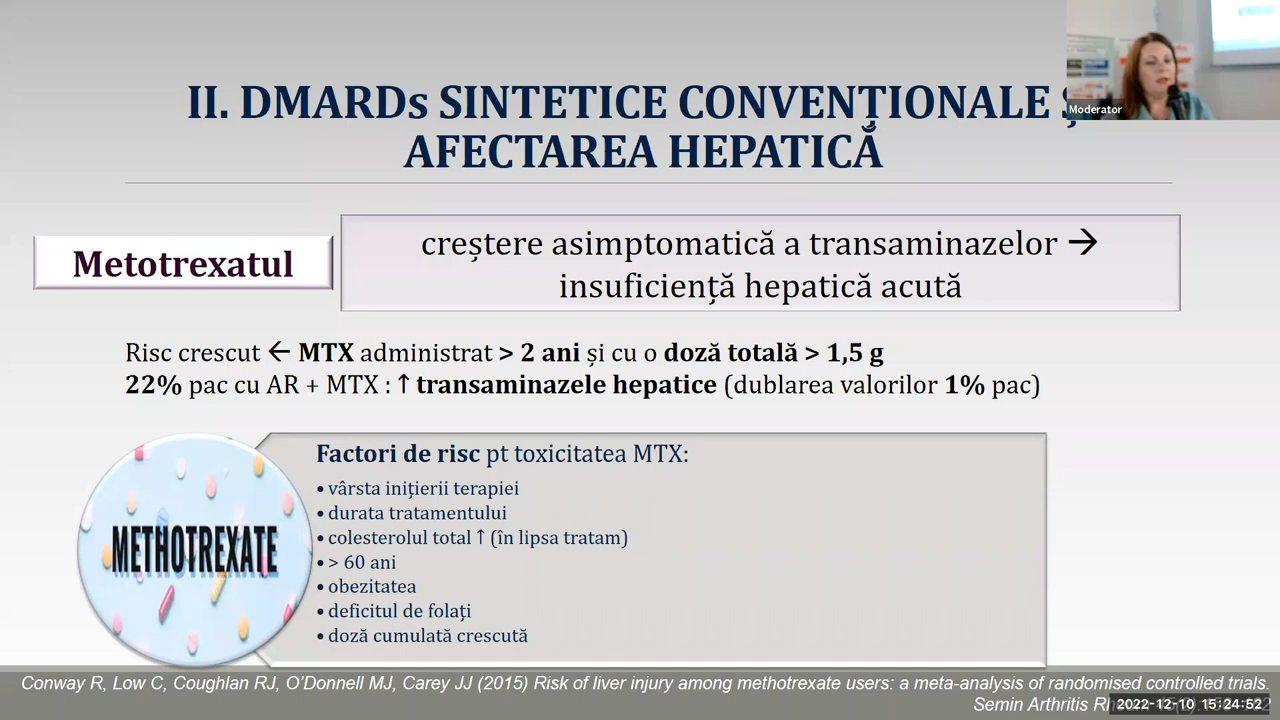 II. DMARDs SINTETICE CONVENȚIONALE Ș
AFECTAREA HEPATICĂ
Moderator
Metotrexatul
creștere asimptomatică a transaminazelor →
insuficiență hepatică acută
Risc crescut ← MTX administrat > 2 ani și cu o doză totală > 1,5 g
22% pac cu AR + MTX : ↑ transaminazele hepatice (dublarea valorilor 1% pac)
METHOTREXATE
Factori de risc pt toxicitatea MTX:
• vârsta inițierii terapiei
• durata tratamentului
• colesterolul total ↑ (în lipsa tratam)
• > 60 ani
• obezitatea
• deficitul de folați
• doză cumulată crescută
Conway R, Low C, Coughlan RJ, O'Donnell MJ, Carey JJ (2015) Risk of liver injury among methotrexate users: a meta-analysis of randomised controlled trials.
Semin Arthritis
2022-12-10 15:24:52